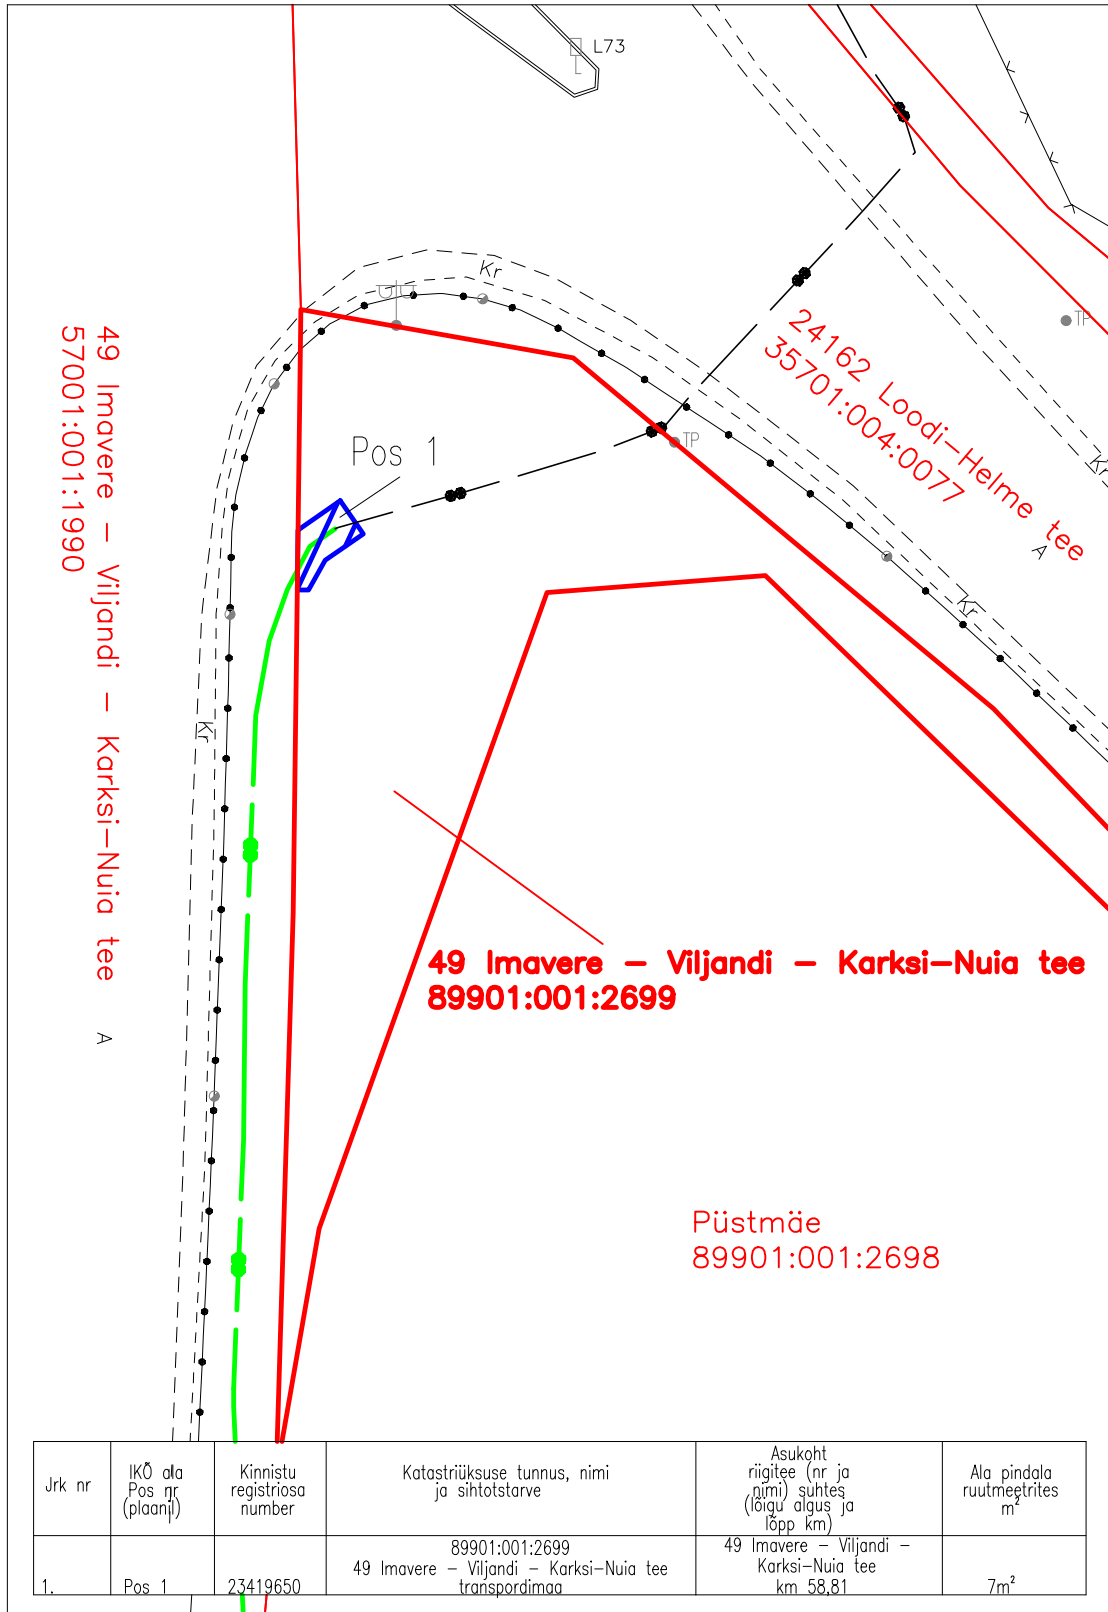 L73
Kr
TP
49 Imavere – Viljandi – Karksi–Nuia tee
57001:001:1990
24162 Loodi–Helme tee
35701:004:0077
Pos 1
TP
Kr
A
Kr
Kr
A
49 Imavere – Viljandi – Karksi–Nuia tee
89901:001:2699
Püstmäe
89901:001:2698
Jrk nr
IKÕ ala
Pos nr
(plaanil)
Kinnistu
registriosa
number
Katastriüksuse tunnus, nimi
ja sihtotstarve
Asukoht
riigitee (nr ja
nimi) suhtes
(lõigu algus ja
lõpp km)
Ala pindala
ruutmeetrites
m²
1.
Pos 1
23419650
89901:001:2699
49 Imavere – Viljandi – Karksi–Nuia tee
transpordimaa
49 Imavere – Viljandi –
Karksi–Nuia tee
km 58,81
7m²